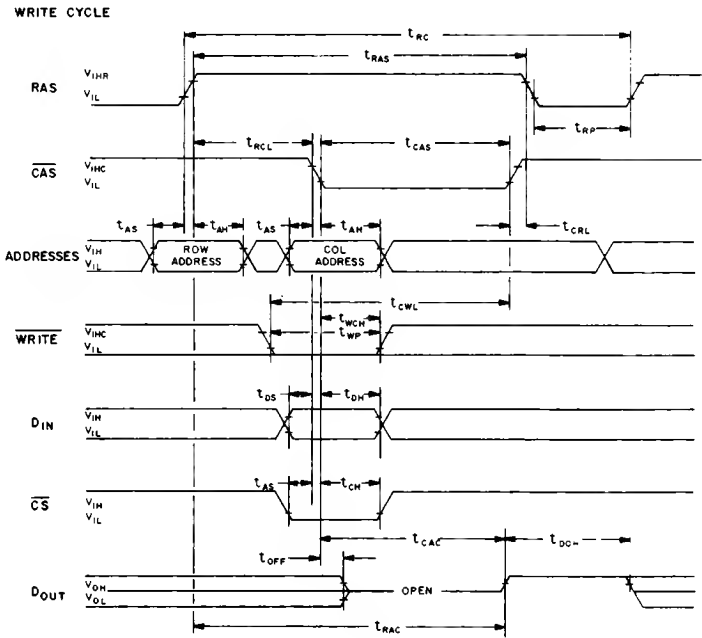 WRITE CYCLE
tRC
tRAS
RAS
VIHR
VIL
tRP
tRCL
tCAS
CAS
VIHC
VIL
tCRL
tAS
tAH
tAS
tAH
ADDRESSES
VIH
VIL
ROW ADDRESS
COL ADDRESS
tCWL
tWCH
tWP
WRITE
VIHC
VIL
tDS
tDH
DIN
VIH
VIL
tAS
tCH
CS
VIH
VIL
tCAC
tDOH
tOFF
DOUT
VOH
VOL
OPEN
tRAC